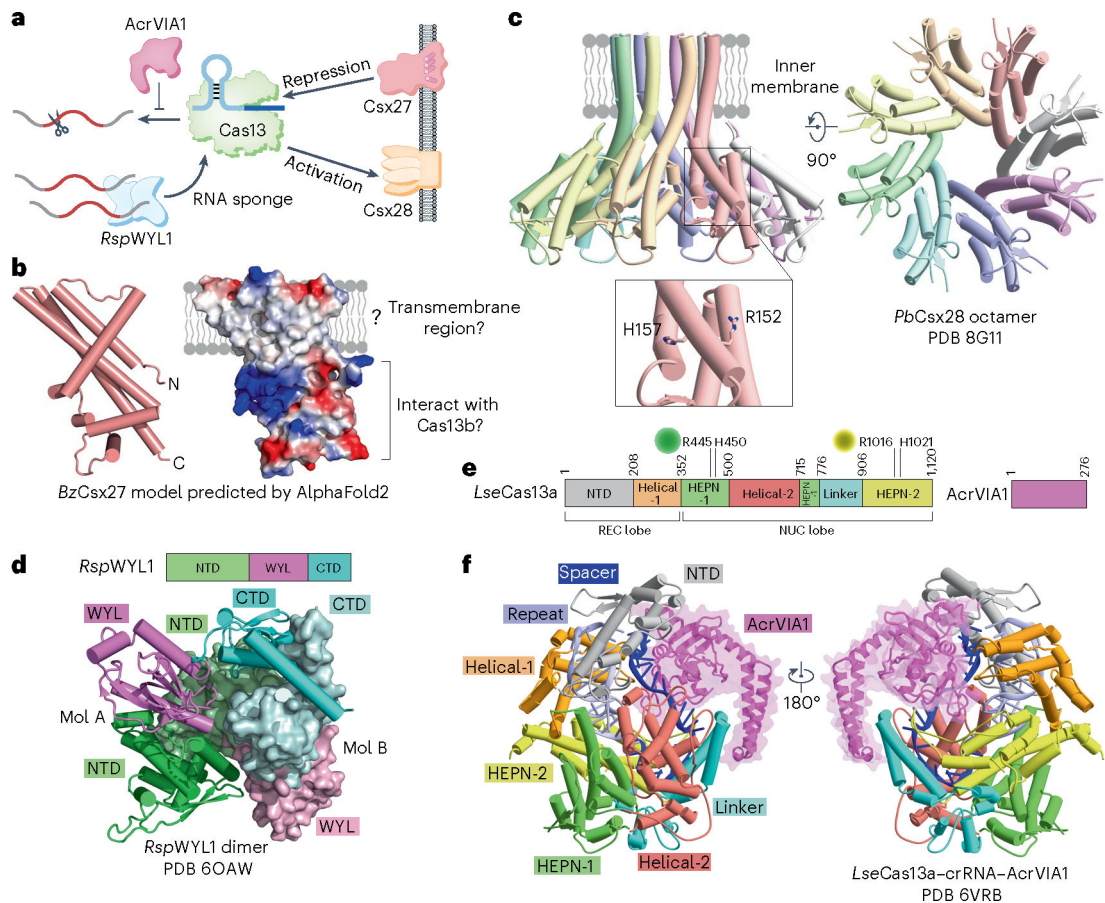 a
AcrVIA1
Cas13
Repression
Csx27
Activation
Csx28
RNA sponge
RspWYL1
b
N
C
?
Transmembrane
region?
Interact with
Cas13b?
BzCsx27 model predicted by AlphaFold2
c
Inner
membrane
90°
H157
R152
PbCsx28 octamer
PDB 8G11
d
RspWYL1
NTD
WYL
CTD
WYL
NTD
CTD
CTD
Mol A
NTD
Mol B
WYL
RspWYL1 dimer
PDB 6OAW
e
R445 H450
R1016 H1021
1
208
352
500
715
776
906
1,120
LseCas13a
NTD
Helical
-1
HEPN
-1
Helical-2
HEPN
-1
Linker
HEPN-2
REC lobe
NUC lobe
AcrVIA1
1
276
f
Spacer
NTD
Repeat
AcrVIA1
Helical-1
180°
HEPN-2
Linker
HEPN-1
Helical-2
LseCas13a–crRNA–AcrVIA1
PDB 6VRB